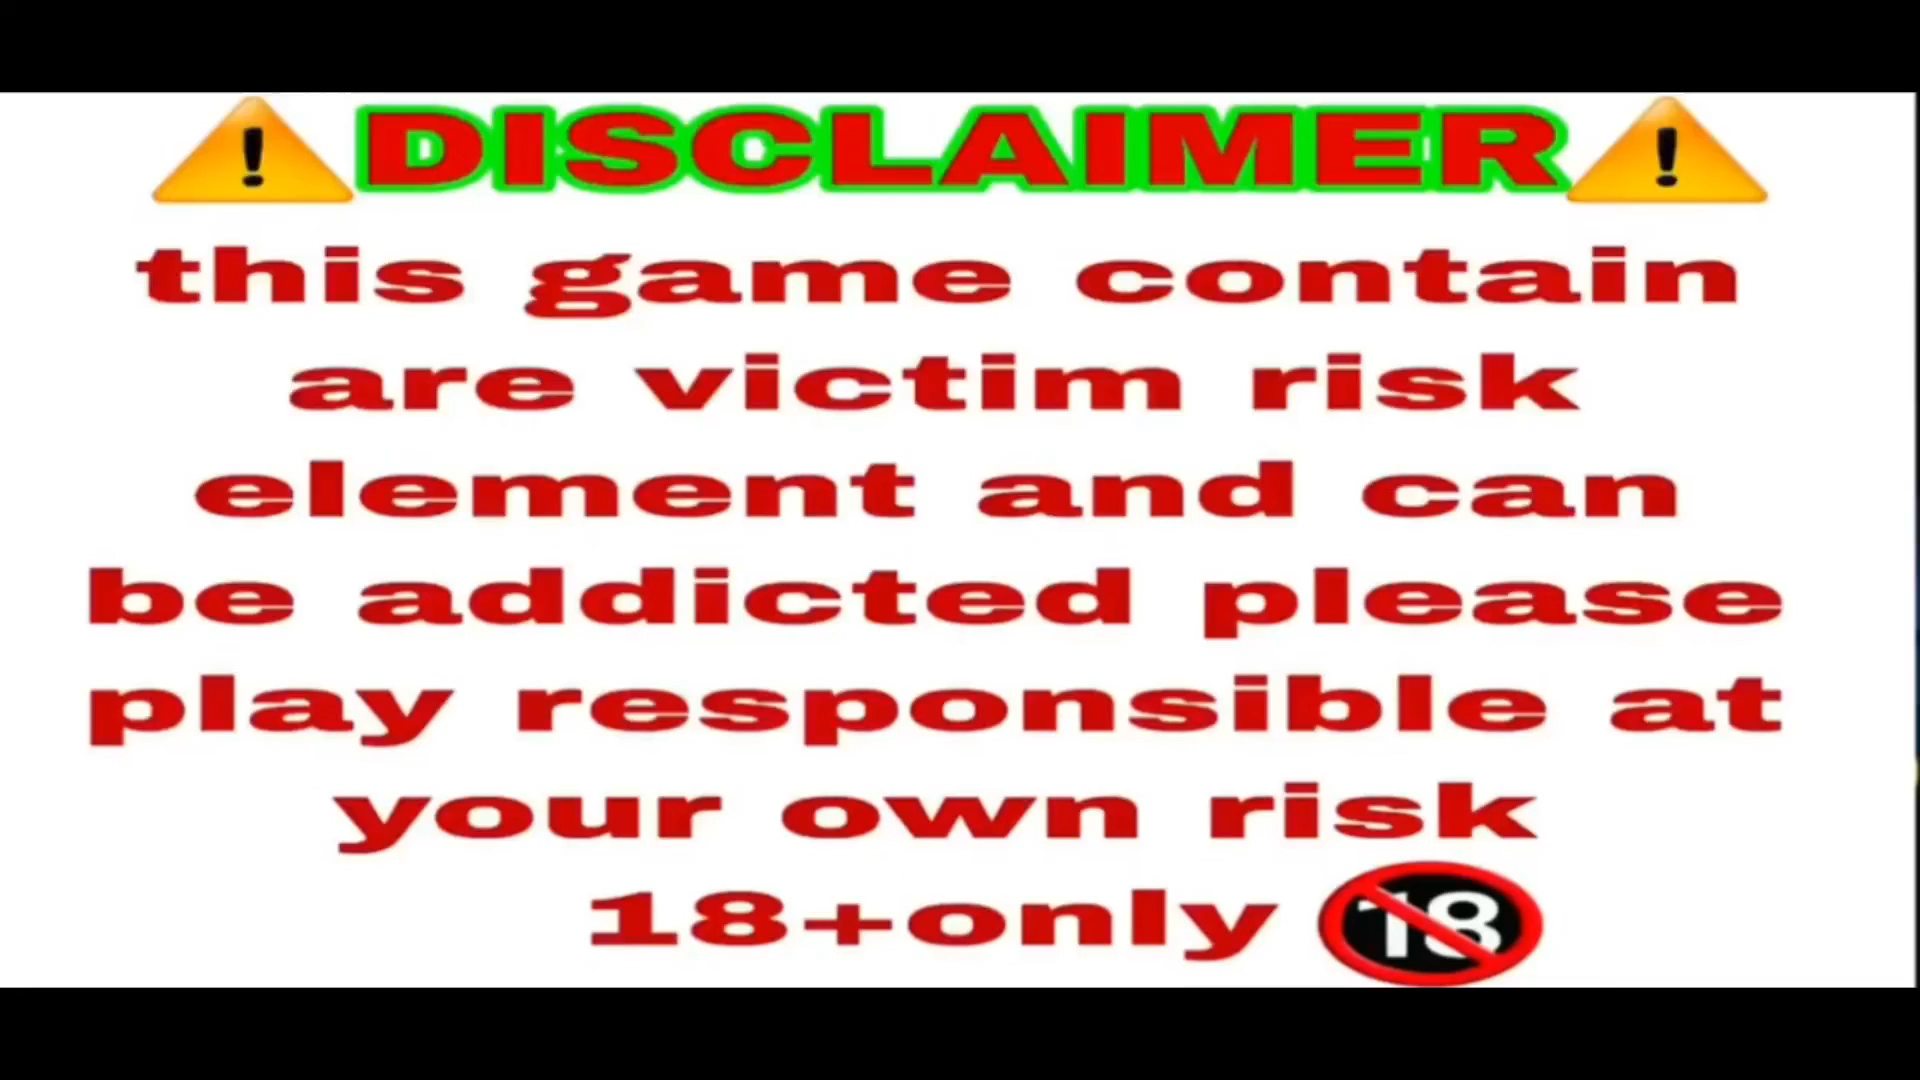 ⚠️DISCLAIMER⚠️
this game contain
are victim risk
element and can
be addicted please
play responsible at
your own risk
18+only 🔞